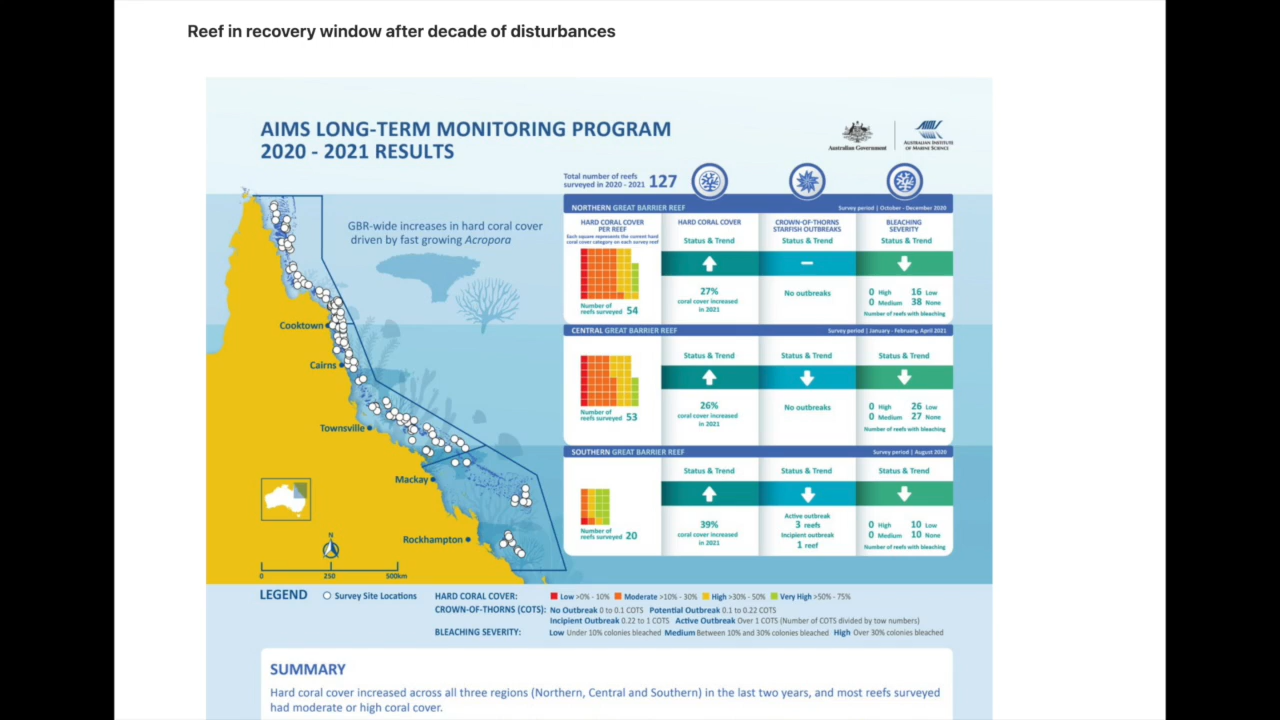 Reef in recovery window after decade of disturbances
AIMS LONG-TERM MONITORING PROGRAM
2020 - 2021 RESULTS
Australian Government
AIMS
AUSTRALIAN INSTITUTE
OF MARINE SCIENCE
Total number of reefs
surveyed in 2020 - 2021 127
GBR-wide increases in hard coral cover
driven by fast growing Acropora
NORTHERN GREAT BARRIER REEF
Survey period | October - December 2020
HARD CORAL COVER
PER REEF
Each square represents the current hard
coral cover category on each survey reef
Number of
reefs surveyed 54
HARD CORAL COVER
Status & Trend
27%
coral cover increased
in 2021
CROWN-OF-THORNS
STARFISH OUTBREAKS
Status & Trend
No outbreaks
BLEACHING
SEVERITY
Status & Trend
0 High 16 Low
0 Medium 38 None
Number of reefs with bleaching
CENTRAL GREAT BARRIER REEF
Survey period | January - February, April 2021
Number of
reefs surveyed 53
Status & Trend
26%
coral cover increased
in 2021
Status & Trend
No outbreaks
Status & Trend
0 High 26 Low
0 Medium 27 None
Number of reefs with bleaching
SOUTHERN GREAT BARRIER REEF
Survey period | August 2020
Number of
reefs surveyed 20
Status & Trend
39%
coral cover increased
in 2021
Status & Trend
Active outbreak
3 reefs
Incipient outbreak
1 reef
Status & Trend
0 High 10 Low
0 Medium 10 None
Number of reefs with bleaching
Cooktown
Cairns
Townsville
Mackay
Rockhampton
N
0 250 500km
LEGEND
Survey Site Locations
HARD CORAL COVER: Low >0% - 10% Moderate >10% - 30% High >30% - 50% Very High >50% - 75%
CROWN-OF-THORNS (COTS): No Outbreak 0 to 0.1 COTS Potential Outbreak 0.1 to 0.22 COTS
Incipient Outbreak 0.22 to 1 COTS Active Outbreak Over 1 COTS (Number of COTS divided by tow numbers)
BLEACHING SEVERITY: Low Under 10% colonies bleached Medium Between 10% and 30% colonies bleached High Over 30% colonies bleached
SUMMARY
Hard coral cover increased across all three regions (Northern, Central and Southern) in the last two years, and most reefs surveyed
had moderate or high coral cover.